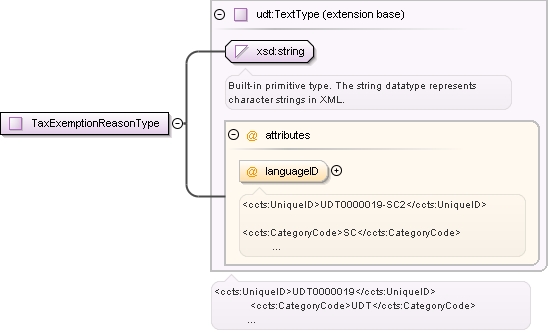 udt:TextType (extension base)
xsd:string
Built-in primitive type. The string datatype represents
character strings in XML.
TaxExemptionReasonType
@ attributes
@ languageID
<ccts:UniqueID>UDT0000019-SC2</ccts:UniqueID>
<ccts:CategoryCode>SC</ccts:CategoryCode>
...
<ccts:UniqueID>UDT0000019</ccts:UniqueID>
<ccts:CategoryCode>UDT</ccts:CategoryCode>
...